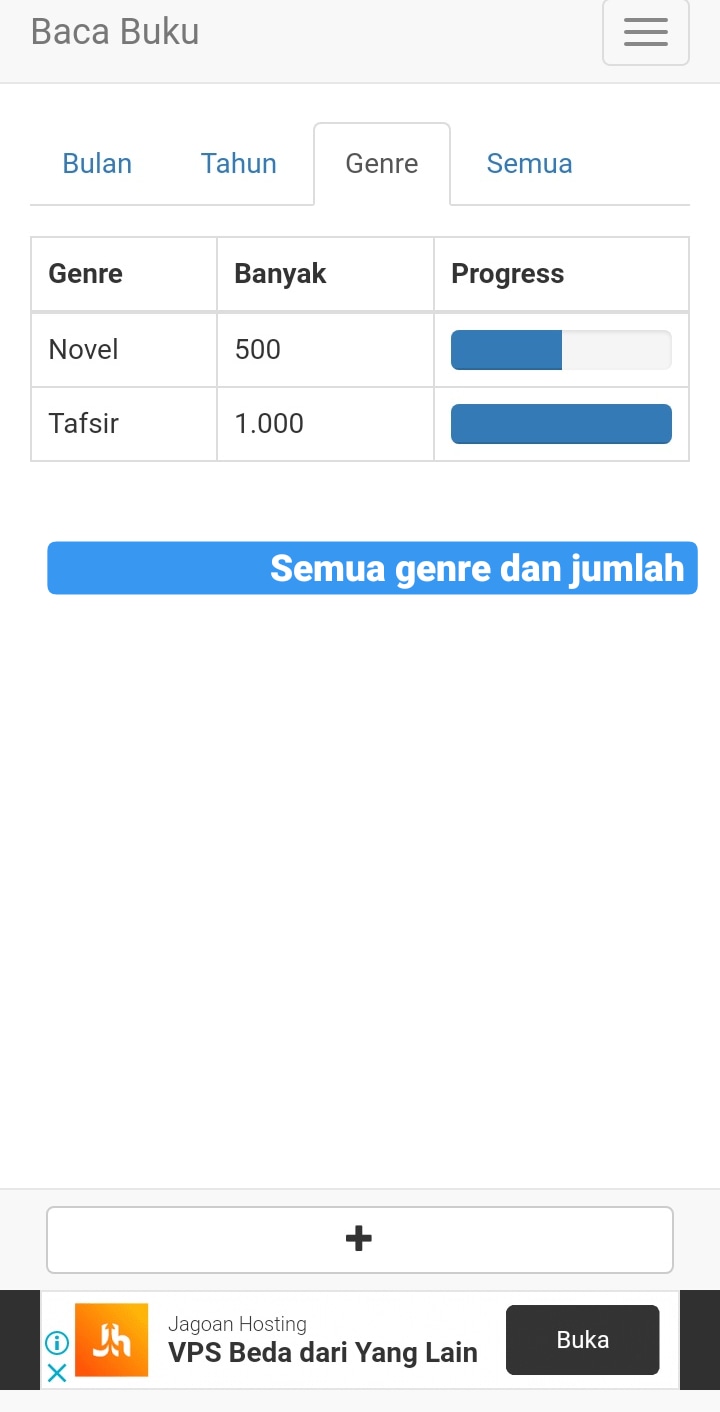 Baca Buku
Bulan Tahun Genre Semua
Genre Banyak Progress
Novel 500
Tafsir 1.000
Semua genre dan jumlah
Jh
Jagoan Hosting
VPS Beda dari Yang Lain
Buka